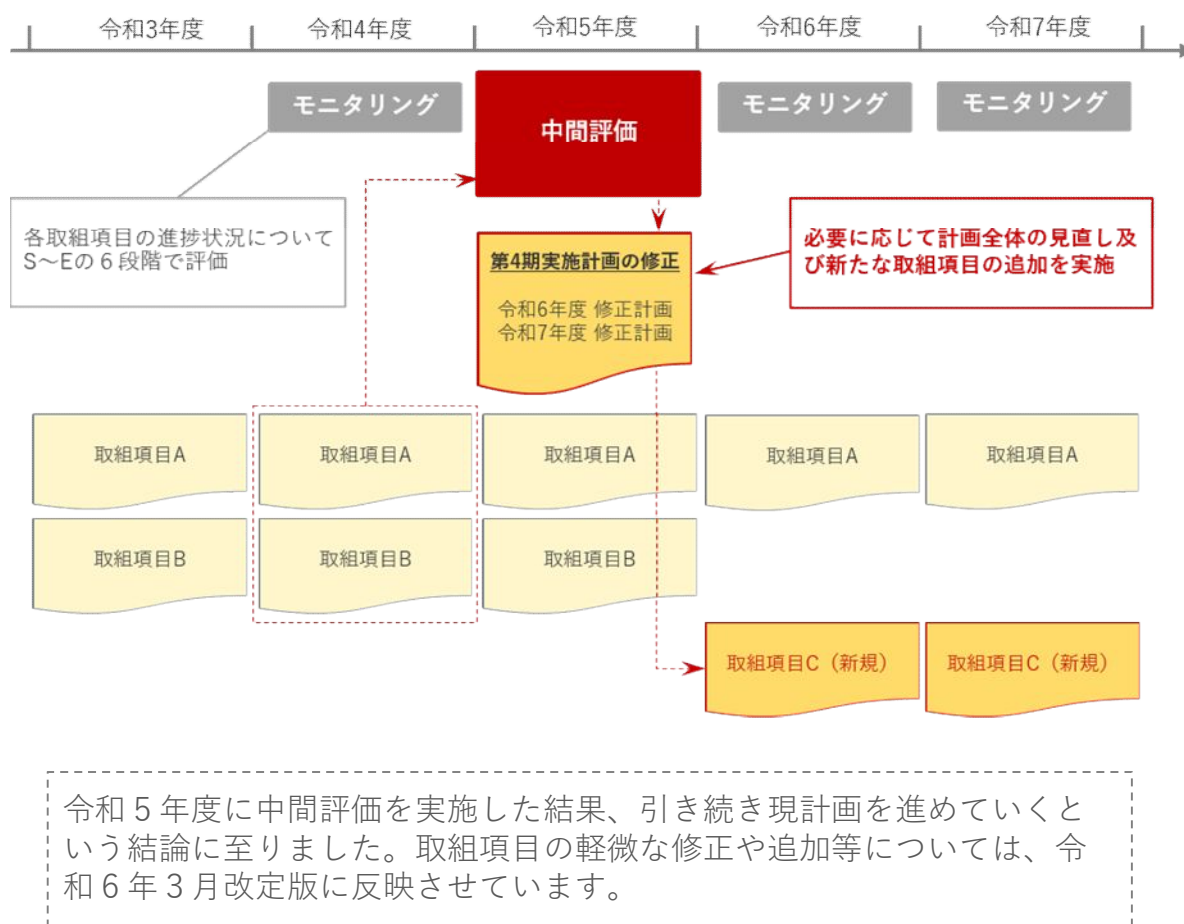 令和3年度
令和4年度
令和5年度
令和6年度
令和7年度
モニタリング
中間評価
モニタリング
モニタリング
各取組項目の進捗状況について
S～Eの６段階で評価
第4期実施計画の修正
令和6年度 修正計画
令和7年度 修正計画
必要に応じて計画全体の見直し及
び新たな取組項目の追加を実施
取組項目A
取組項目A
取組項目A
取組項目A
取組項目A
取組項目B
取組項目B
取組項目B
取組項目C（新規）
取組項目C（新規）
令和５年度に中間評価を実施した結果、引き続き現計画を進めていくと
いう結論に至りました。取組項目の軽微な修正や追加等については、令
和６年３月改定版に反映させています。